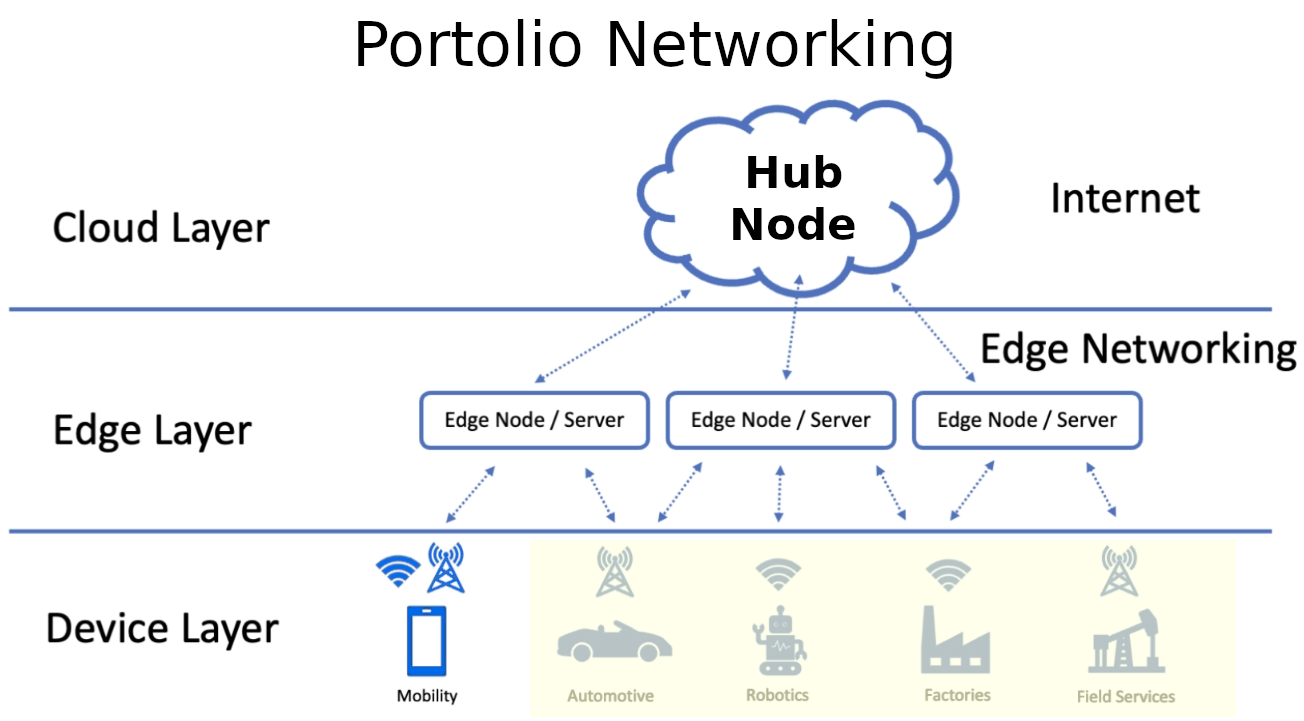 Portolio Networking
Hub
Node
Internet
Cloud Layer
Edge Networking
Edge Layer
Edge Node / Server
Edge Node / Server
Edge Node / Server
Device Layer
Mobility
Automotive
Robotics
Factories
Field Services